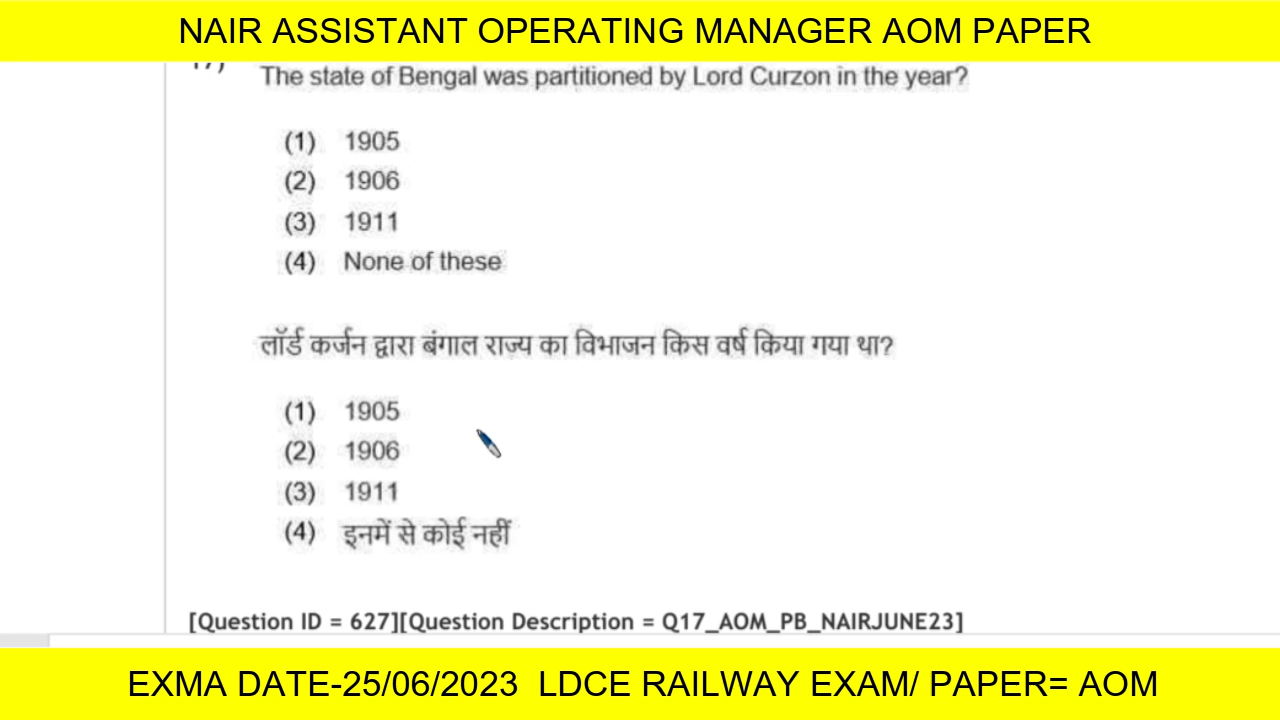 NAIR ASSISTANT OPERATING MANAGER AOM PAPER
17) The state of Bengal was partitioned by Lord Curzon in the year?
(1) 1905
(2) 1906
(3) 1911
(4) None of these
लॉर्ड कर्जन द्वारा बंगाल राज्य का विभाजन किस वर्ष किया गया था?
(1) 1905
(2) 1906
(3) 1911
(4) इनमें से कोई नहीं
[Question ID = 627][Question Description = Q17_AOM_PB_NAIRJUNE23]
EXMA DATE-25/06/2023 LDCE RAILWAY EXAM/ PAPER= AOM